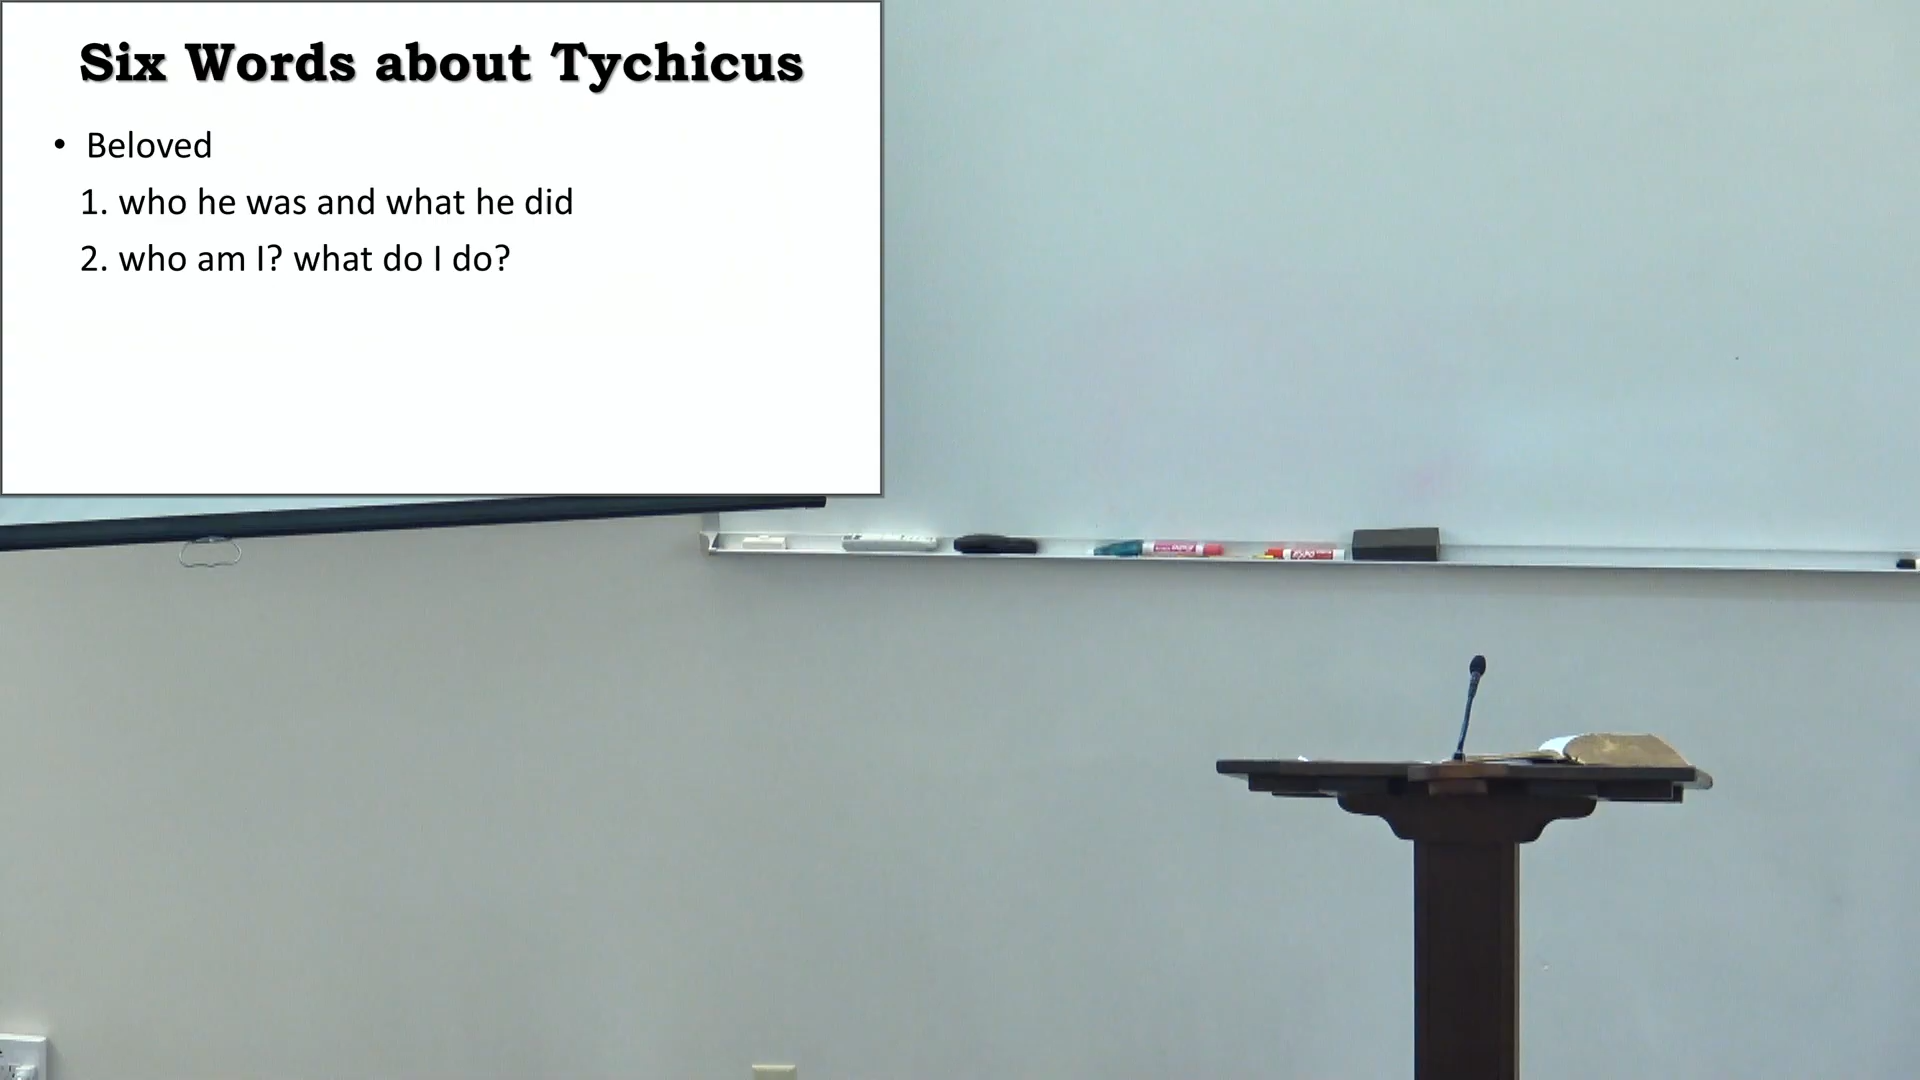 Six Words about Tychicus
• Beloved
1. who he was and what he did
2. who am I? what do I do?
EXPO